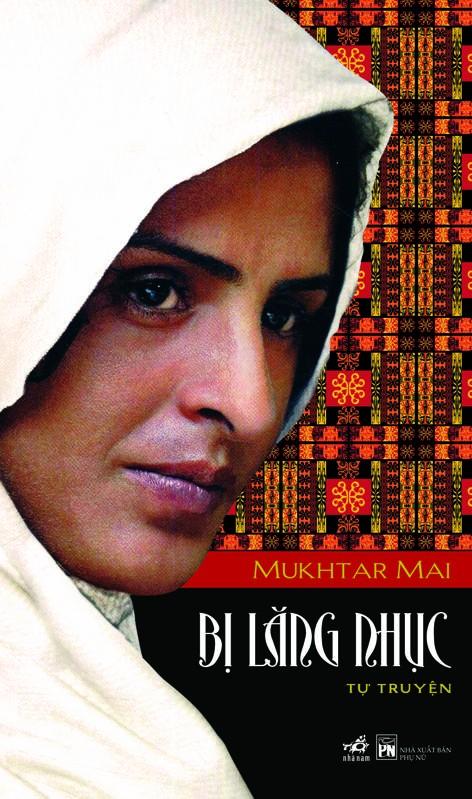 MUKHTAR MAI
BỊ LĂNG NHỤC
TỰ TRUYỆN
nhã nam
PN
NHÀ XUẤT BẢN
PHỤ NỮ